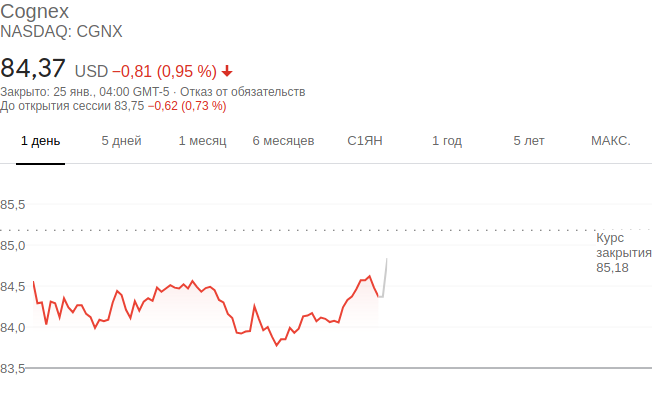 Cognex
NASDAQ: CGNX
84,37 USD −0,81 (0,95 %)
Закрыто: 25 янв., 04:00 GMT-5 · Отказ от обязательств
До открытия сессии 83,75 −0,62 (0,73 %)
1 день 5 дней 1 месяц 6 месяцев С1ЯН 1 год 5 лет МАКС.
85,5
Курс
85,0
закрытия
85,18
84,5
84,0
83,5